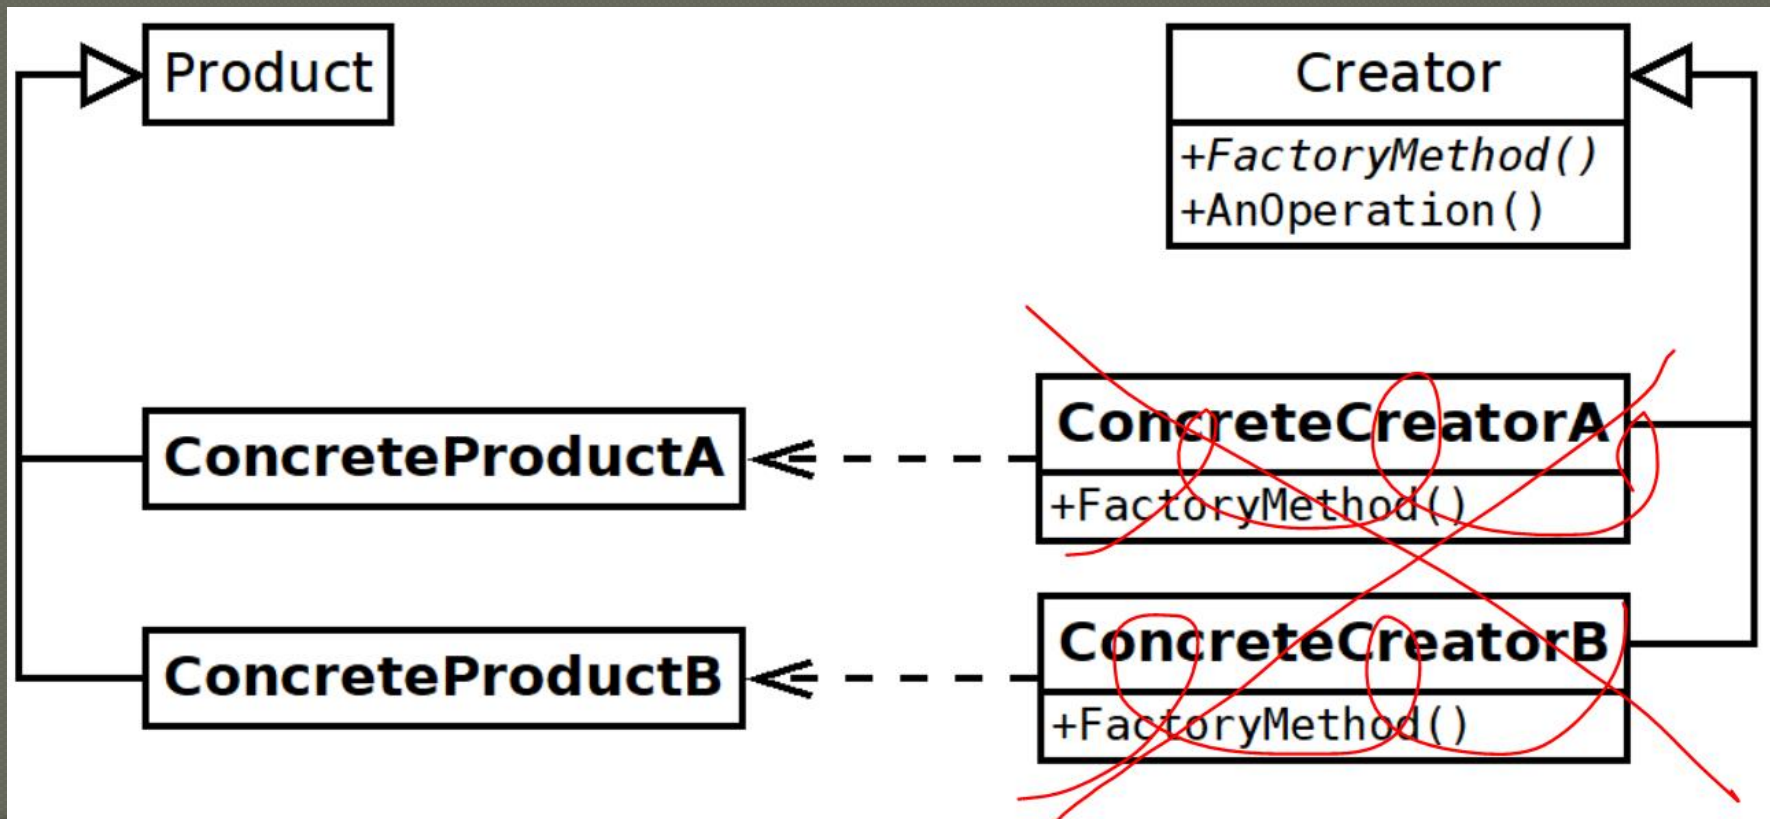 Product
Creator
+FactoryMethod()
+AnOperation()
ConcreteProductA
ConcreteCreatorA
+FactoryMethod()
ConcreteProductB
ConcreteCreatorB
+FactoryMethod()